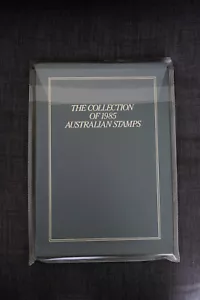 THE COLLECTION
OF 1985
AUSTRALIAN STAMPS